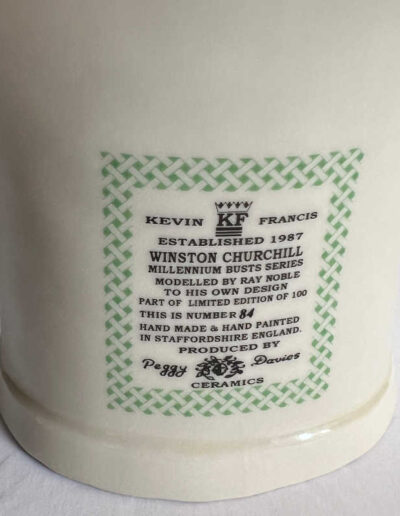 KEVIN KF FRANCIS
ESTABLISHED 1987
WINSTON CHURCHILL
MILLENNIUM BUSTS SERIES
MODELLED BY RAY NOBLE
TO HIS OWN DESIGN
PART OF LIMITED EDITION OF 100
THIS IS NUMBER 84
HAND MADE & HAND PAINTED
IN STAFFORDSHIRE ENGLAND.
PRODUCED BY
Peggy Davies
CERAMICS